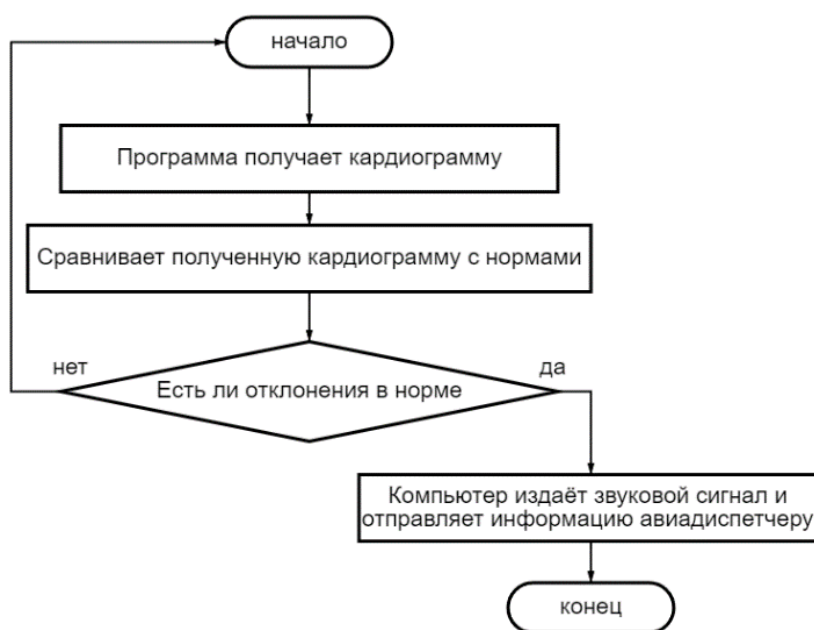 начало
Программа получает кардиограмму
Сравнивает полученную кардиограмму с нормами
нет
да
Есть ли отклонения в норме
Компьютер издаёт звуковой сигнал и
отправляет информацию авиадиспетчеру
конец